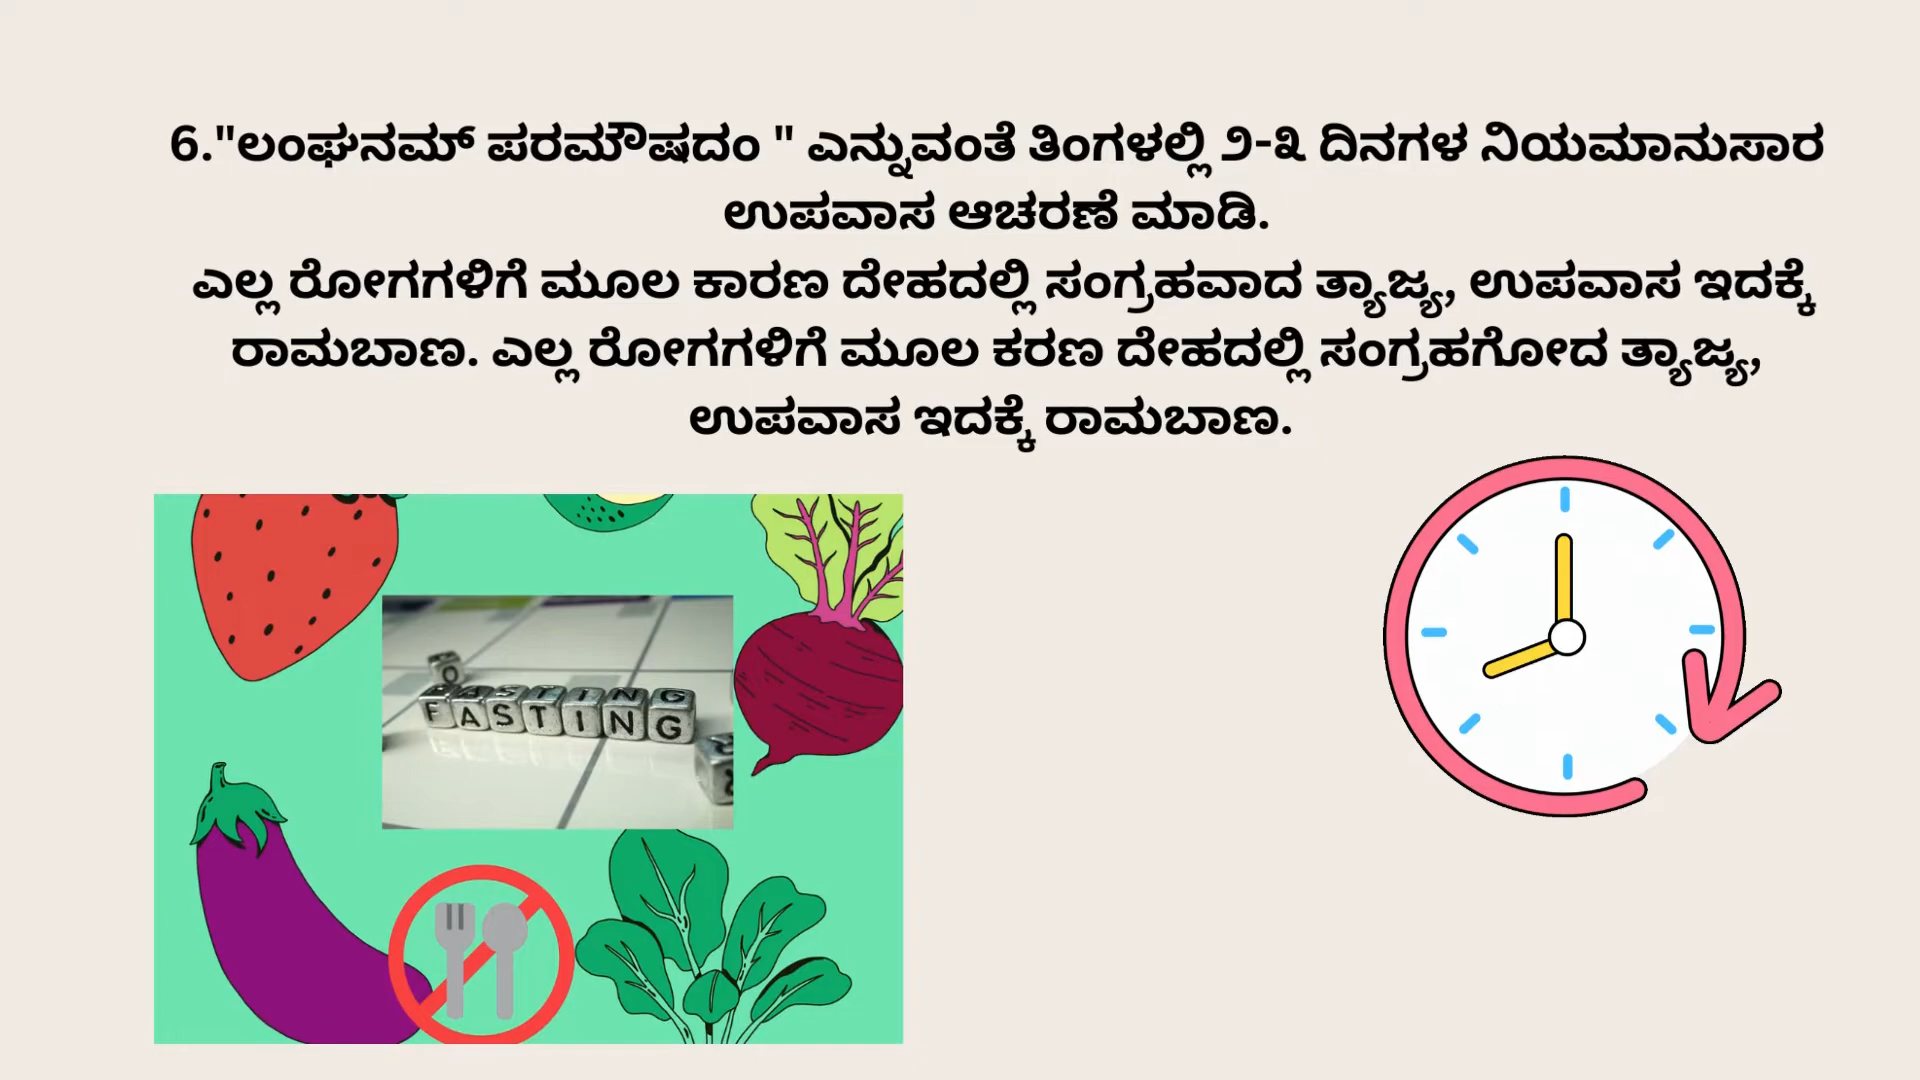 6."ಲಂಘನಮ್ ಪರಮೌಷದಂ " ಎನ್ನುವಂತೆ ತಿಂಗಳಲ್ಲಿ ೨-೩ ದಿನಗಳ ನಿಯಮಾನುಸಾರ
ಉಪವಾಸ ಆಚರಣೆ ಮಾಡಿ.
ಎಲ್ಲ ರೋಗಗಳಿಗೆ ಮೂಲ ಕಾರಣ ದೇಹದಲ್ಲಿ ಸಂಗ್ರಹವಾದ ತ್ಯಾಜ್ಯ, ಉಪವಾಸ ಇದಕ್ಕೆ
ರಾಮಬಾಣ. ಎಲ್ಲ ರೋಗಗಳಿಗೆ ಮೂಲ ಕರಣ ದೇಹದಲ್ಲಿ ಸಂಗ್ರಹಗೋದ ತ್ಯಾಜ್ಯ,
ಉಪವಾಸ ಇದಕ್ಕೆ ರಾಮಬಾಣ.
FASTING